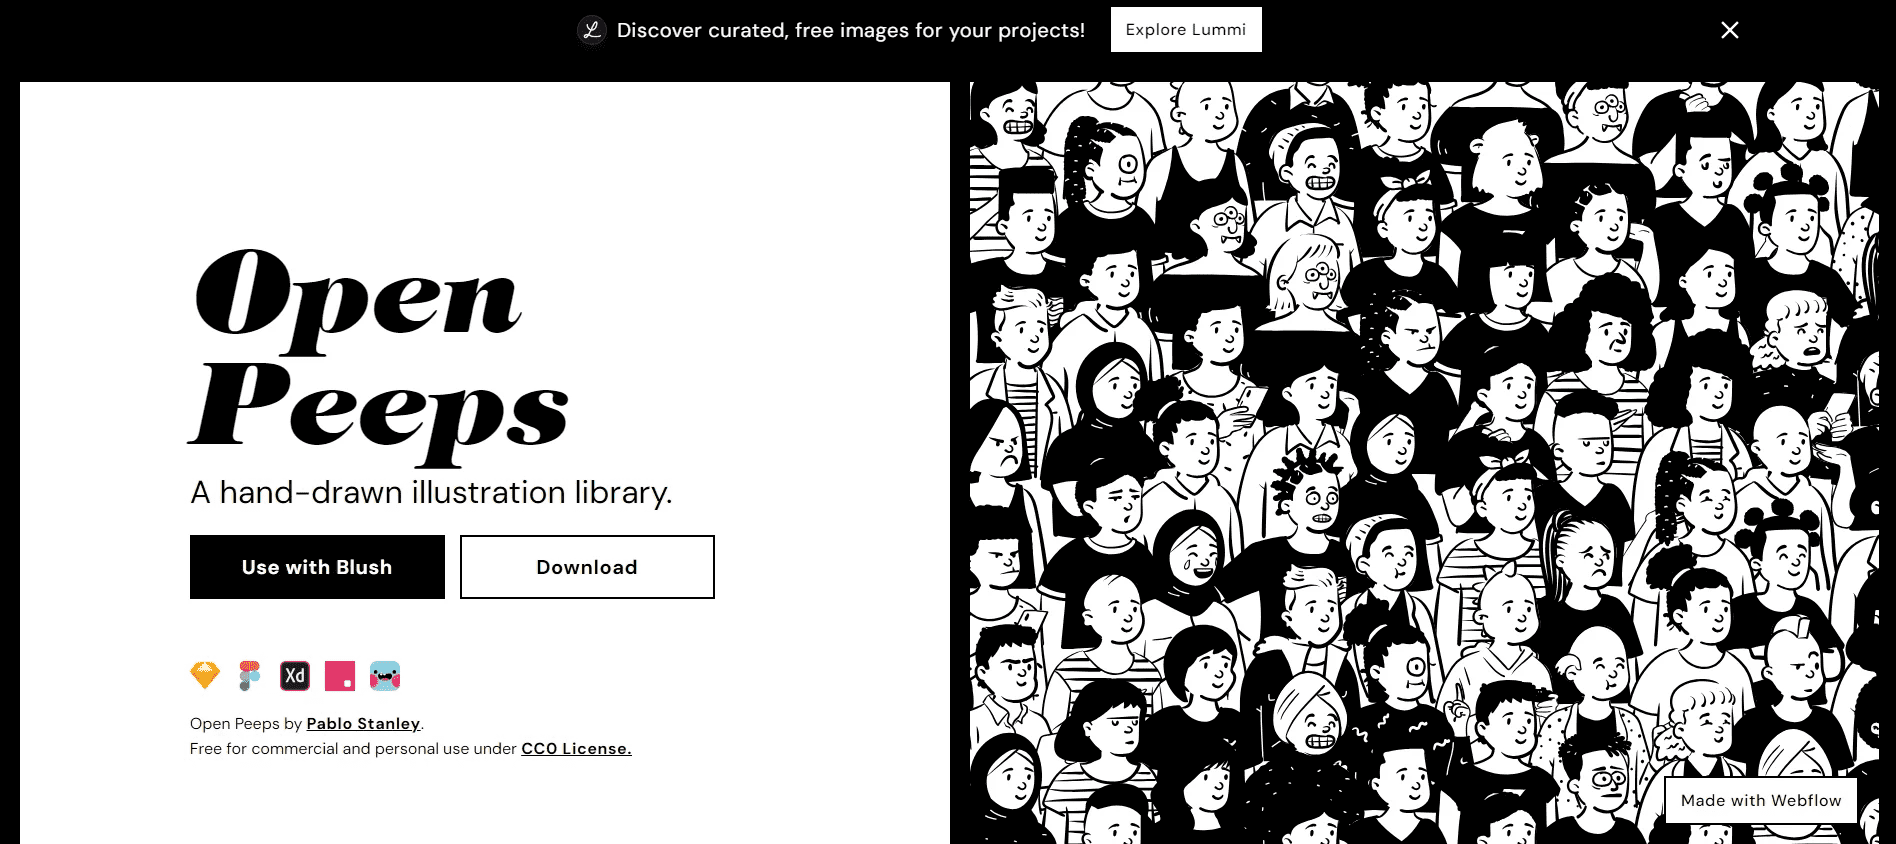 Discover curated, free images for your projects!
Explore Lummi
Open
Peeps
A hand-drawn illustration library.
Use with Blush
Download
Xd
Open Peeps by Pablo Stanley.
Free for commercial and personal use under CC0 License.
Made with Webflow